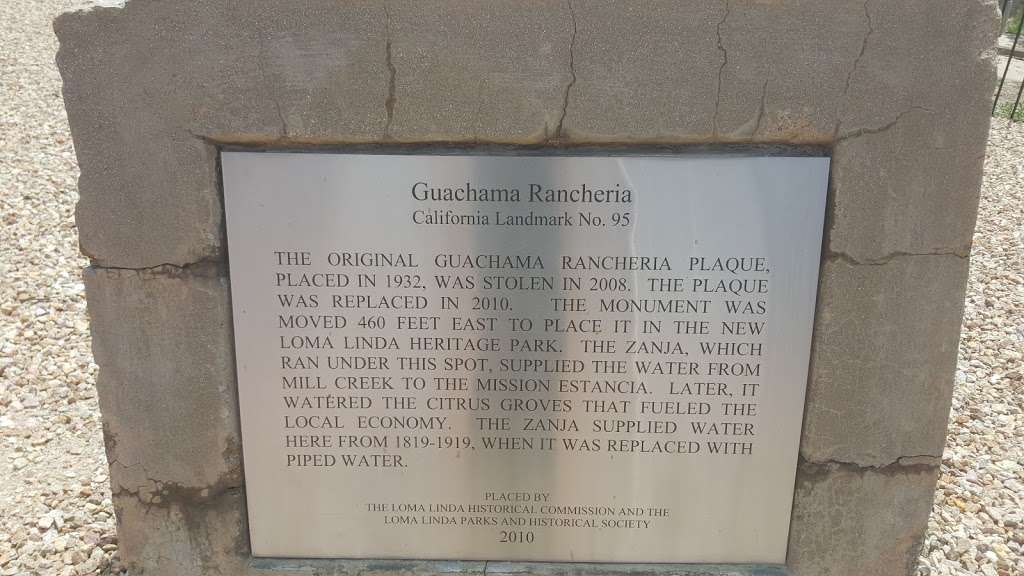 Guachama Rancheria
California Landmark No. 95
THE ORIGINAL GUACHAMA RANCHERIA PLAQUE,
PLACED IN 1932, WAS STOLEN IN 2008. THE PLAQUE
WAS REPLACED IN 2010. THE MONUMENT WAS
MOVED 460 FEET EAST TO PLACE IT IN THE NEW
LOMA LINDA HERITAGE PARK. THE ZANJA, WHICH
RAN UNDER THIS SPOT, SUPPLIED THE WATER FROM
MILL CREEK TO THE MISSION ESTANCIA. LATER, IT
WATERED THE CITRUS GROVES THAT FUELED THE
LOCAL ECONOMY. THE ZANJA SUPPLIED WATER
HERE FROM 1819-1919, WHEN IT WAS REPLACED WITH
PIPED WATER.
PLACED BY
THE LOMA LINDA HISTORICAL COMMISSION AND THE
LOMA LINDA PARKS AND HISTORICAL SOCIETY
2010